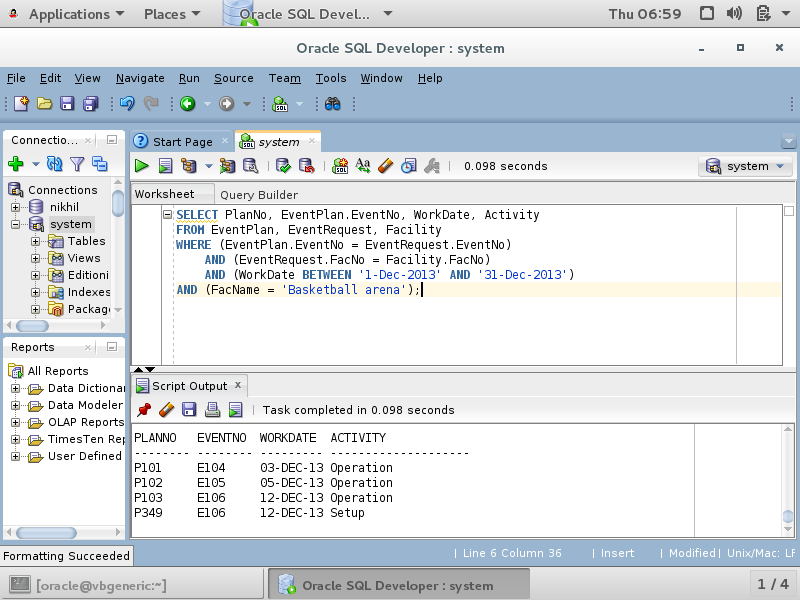 Applications Places Oracle SQL Devel... Thu 06:59
Oracle SQL Developer : system
File Edit View Navigate Run Source Team Tools Window Help
Connectio... Start Page system
0.098 seconds system
Worksheet Query Builder
Connections
nikhil
system
Tables
Views
Editioni
Indexes
Packag
SELECT PlanNo, EventPlan.EventNo, WorkDate, Activity
FROM EventPlan, EventRequest, Facility
WHERE (EventPlan.EventNo = EventRequest.EventNo)
AND (EventRequest.FacNo = Facility.FacNo)
AND (WorkDate BETWEEN '1-Dec-2013' AND '31-Dec-2013')
AND (FacName = 'Basketball arena');
Reports
All Reports
Data Dictionar
Data Modeler
OLAP Reports
TimesTen Rep
User Defined
Script Output
Task completed in 0.098 seconds
PLANNO EVENTNO WORKDATE ACTIVITY
-------- -------- --------- --------------------
P101 E104 03-DEC-13 Operation
P102 E105 05-DEC-13 Operation
P103 E106 12-DEC-13 Operation
P349 E106 12-DEC-13 Setup
Formatting Succeeded | Line 6 Column 36 | Insert | Modified | Unix/Mac: LF
[oracle@vbgeneric:~] Oracle SQL Developer : system 1 / 4